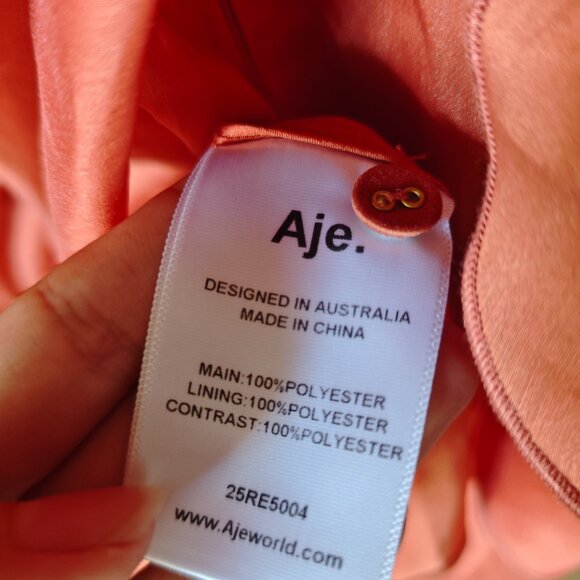 Aje.
DESIGNED IN AUSTRALIA
MADE IN CHINA
MAIN:100%POLYESTER
LINING:100%POLYESTER
CONTRAST:100%POLYESTER
25RE5004
www.Ajeworld.com